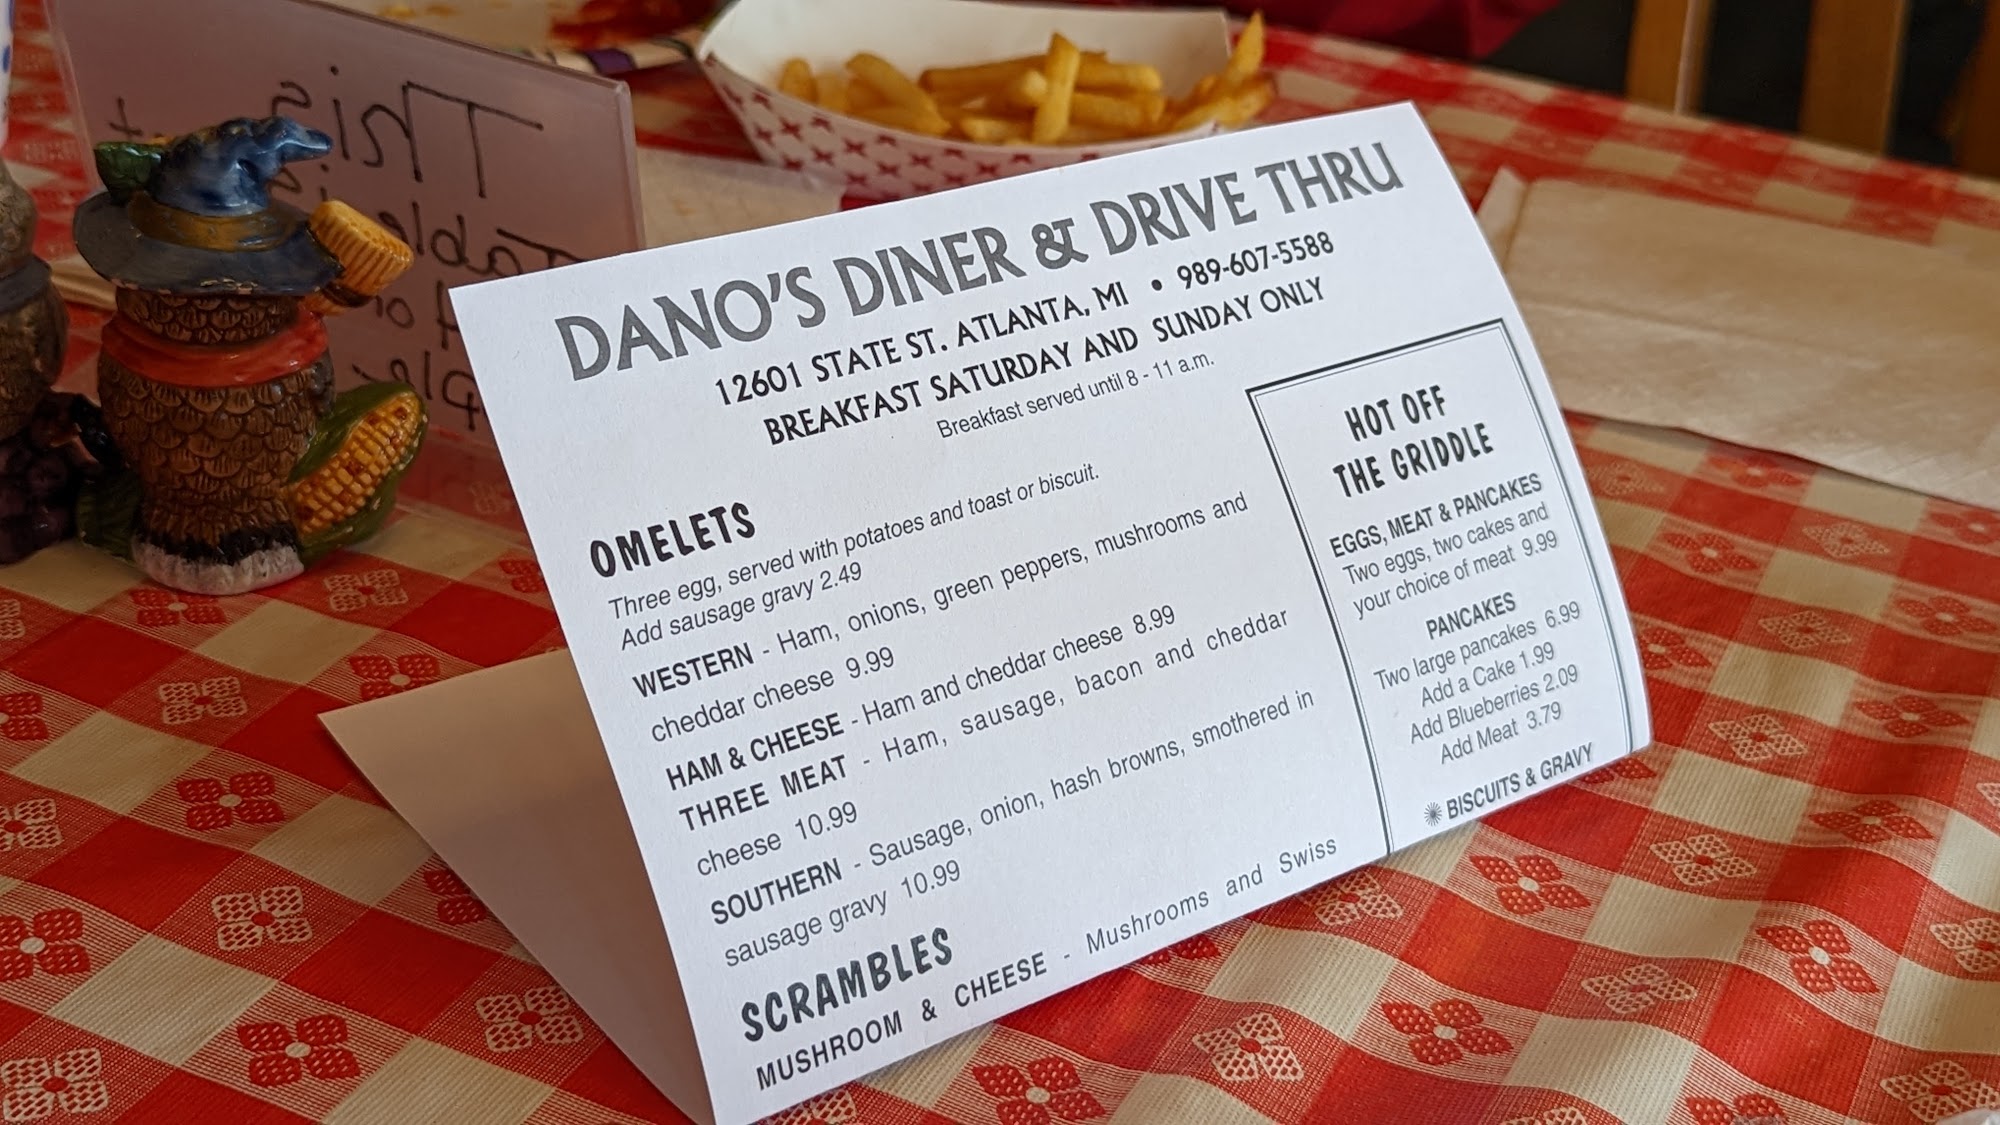 DANO'S DINER & DRIVE THRU
12601 STATE ST. ATLANTA, MI • 989-607-5588
BREAKFAST SATURDAY AND SUNDAY ONLY
Breakfast served until 8 - 11 a.m.
OMELETS
Three egg, served with potatoes and toast or biscuit.
Add sausage gravy 2.49
WESTERN - Ham, onions, green peppers, mushrooms and
cheddar cheese 9.99
HAM & CHEESE - Ham and cheddar cheese 8.99
THREE MEAT - Ham, sausage, bacon and cheddar
cheese 10.99
SOUTHERN - Sausage, onion, hash browns, smothered in
sausage gravy 10.99
SCRAMBLES
MUSHROOM & CHEESE - Mushrooms and Swiss
HOT OFF
THE GRIDDLE
EGGS, MEAT & PANCAKES
Two eggs, two cakes and
your choice of meat 9.99
PANCAKES
Two large pancakes 6.99
Add a Cake 1.99
Add Blueberries 2.09
Add Meat 3.79
BISCUITS & GRAVY
This
Table